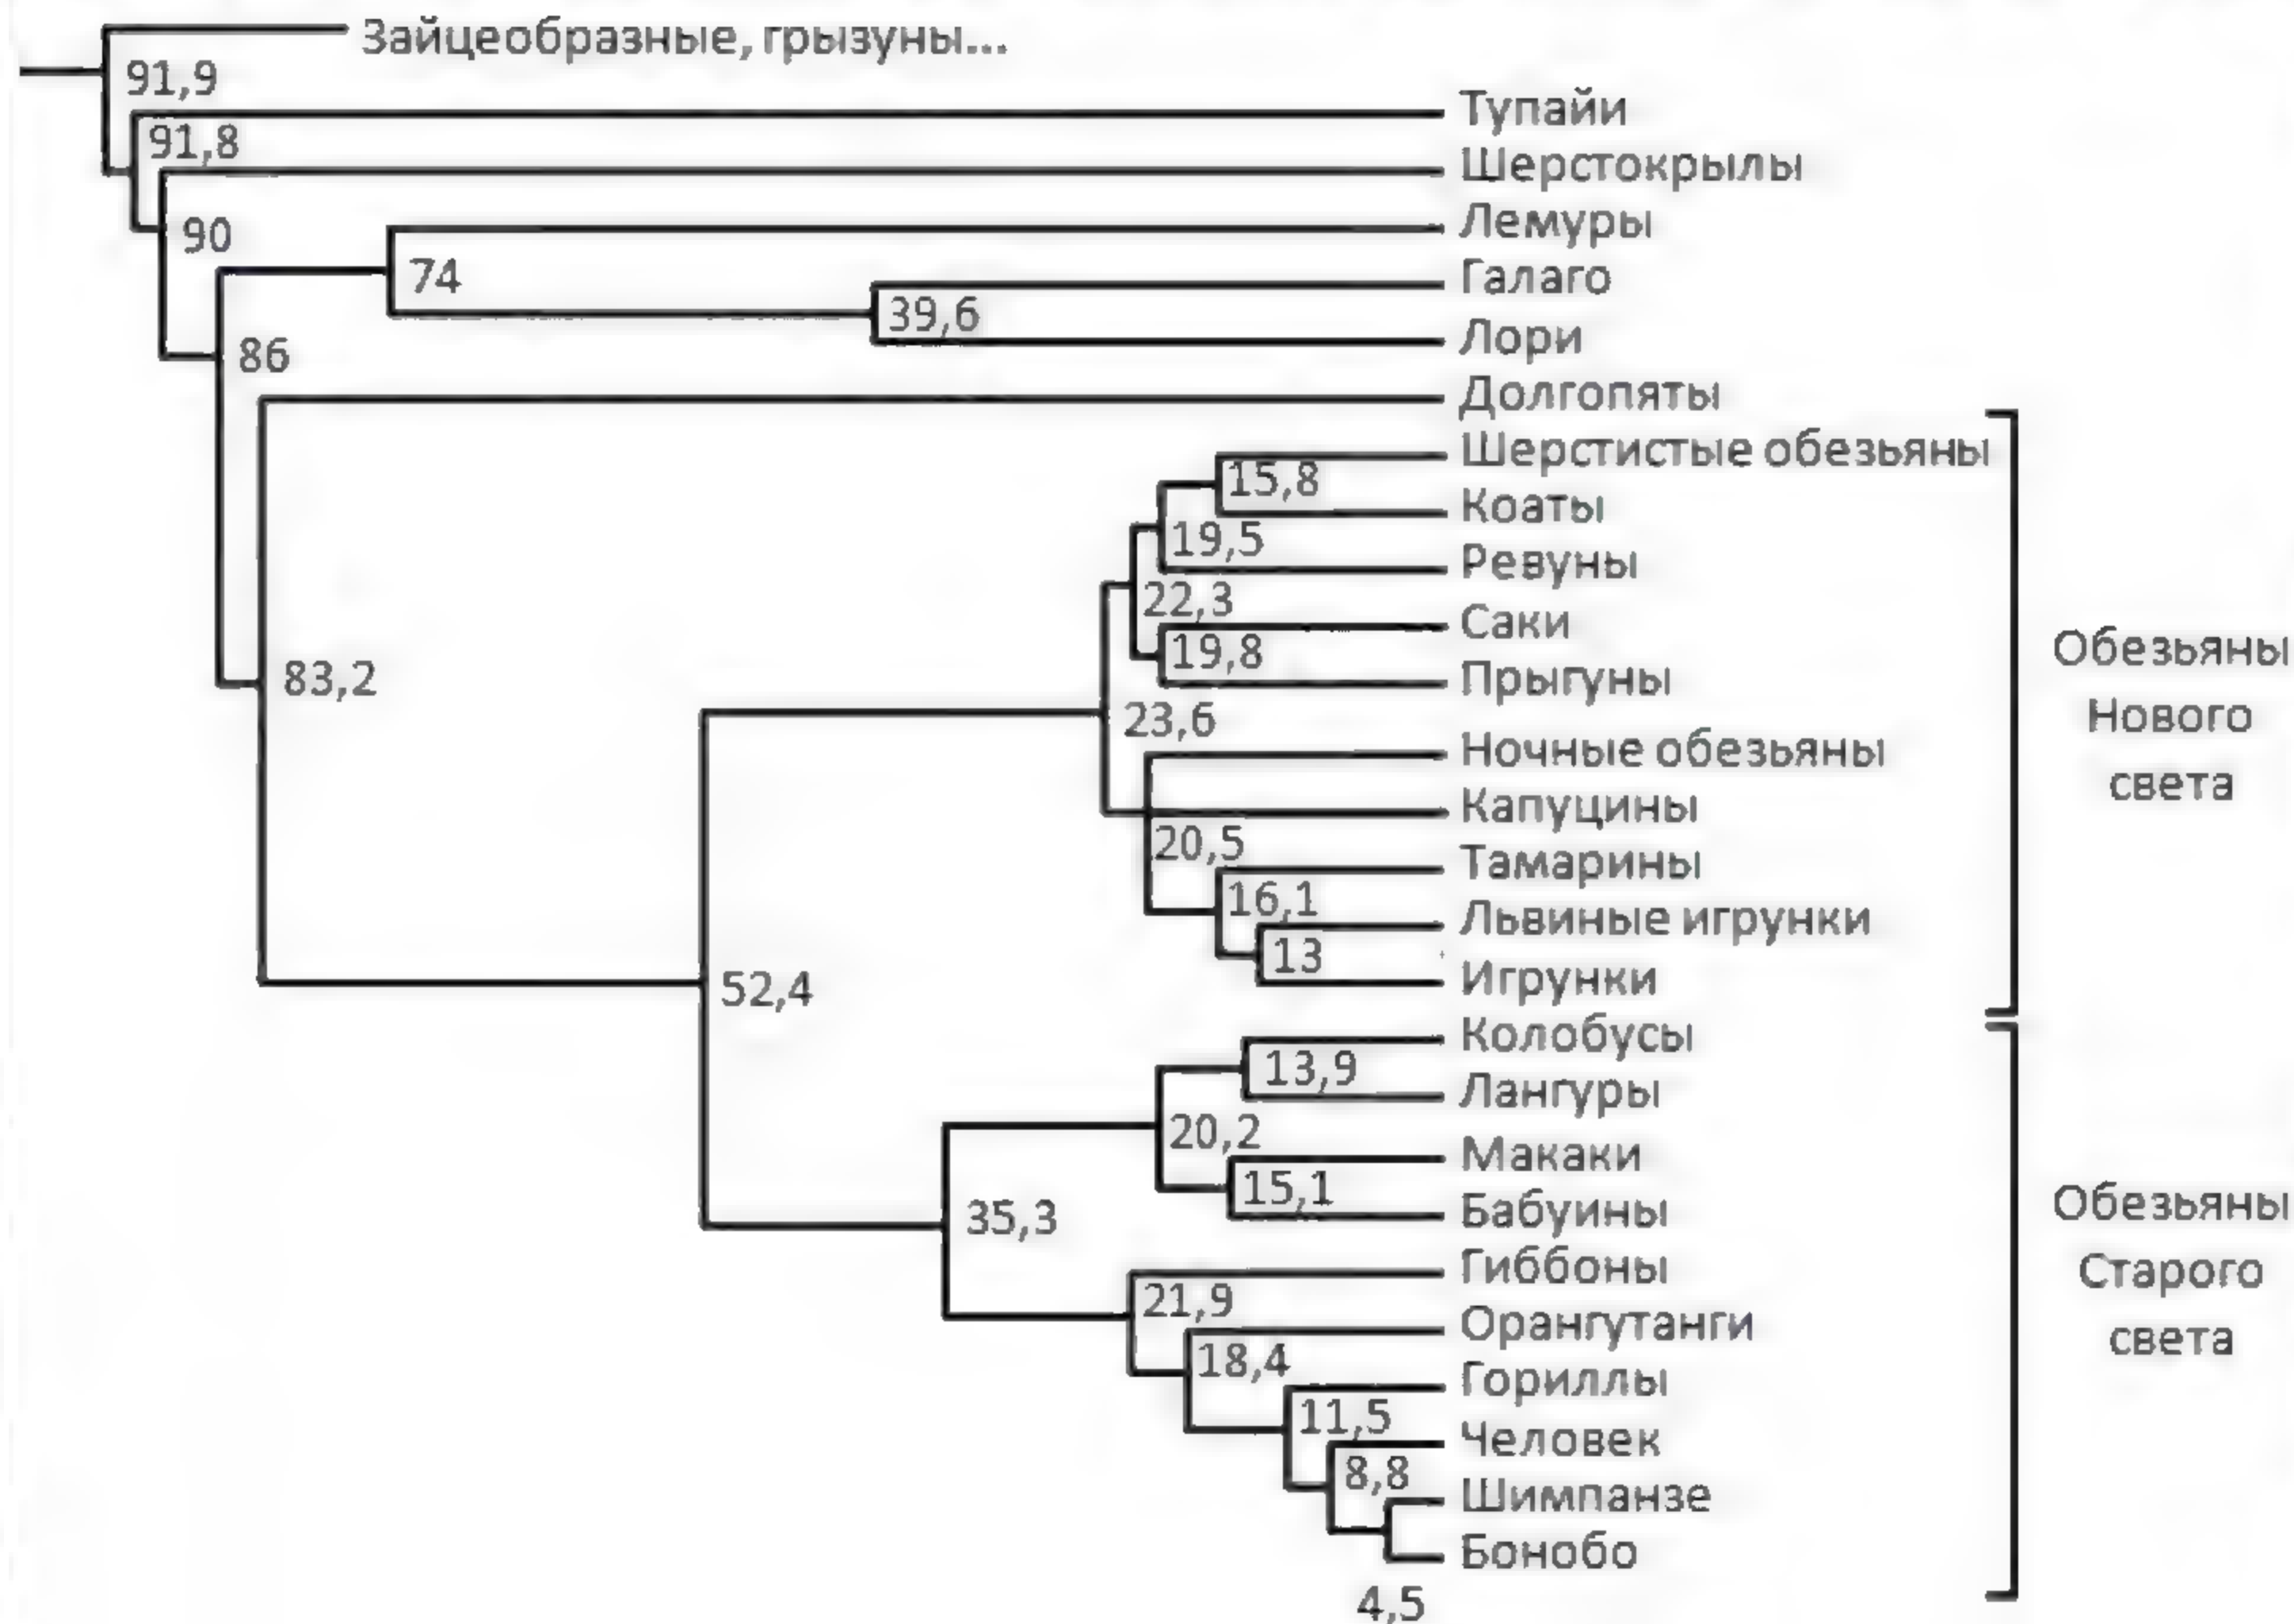 Зайцеобразные, грызуны...
91,9
Тупайи
91,8
Шерстокрылы
Лемуры
90
74
Галаго
39,6
Лори
86
Долгопяты
Шерстистые обезьяны
15,8
Коаты
19,5
Ревуны
22,3
Саки
19,8
Прыгуны
83,2
23,6
Ночные обезьяны
Капуцины
20,5
Тамарины
16,1
Львиные игрунки
13
Игрунки
52,4
Обезьяны
Нового
света
Колобусы
13,9
Лангуры
20,2
Макаки
15,1
Бабуины
35,3
Гиббоны
21,9
Орангутанги
18,4
Гориллы
11,5
Человек
8,8
Шимпанзе
Бонобо
4,5
Обезьяны
Старого
света